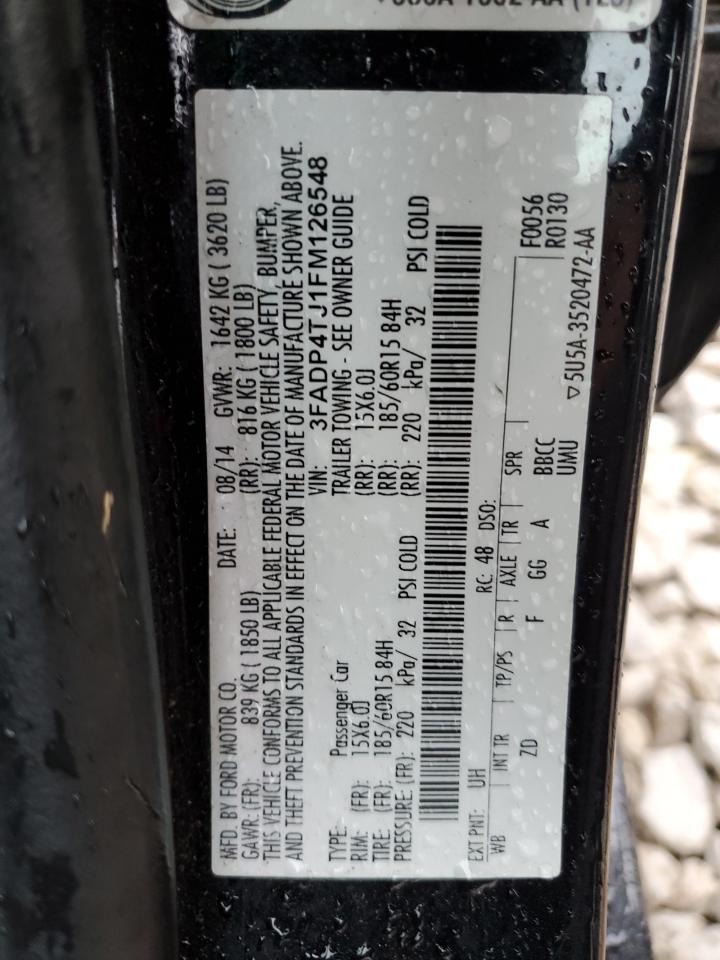 MFD. BY FORD MOTOR CO. DATE: 08/14 GVWR: 1642 KG ( 3620 LB)
GAWR: (FR): 839 KG ( 1850 LB) (RR): 816 KG ( 1800 LB)
THIS VEHICLE CONFORMS TO ALL APPLICABLE FEDERAL MOTOR VEHICLE SAFETY, BUMPER,
AND THEFT PREVENTION STANDARDS IN EFFECT ON THE DATE OF MANUFACTURE SHOWN ABOVE.
VIN: 3FADP4TJ1FM126548
TYPE: Passenger Car TRAILER TOWING - SEE OWNER GUIDE
RIM: (FR): 15X6.0J (RR): 15X6.0J
TIRE: (FR): 185/60R15 84H (RR): 185/60R15 84H
PRESSURE: (FR): 220 kPa/ 32 PSI COLD (RR): 220 kPa/ 32 PSI COLD
EXT PNT: UH RC: 48 DSO:
WB INT TR TP/PS R AXLE TR SPR F0056
ZD F GG A BBCC R0130
UMU
▽5U5A-3520472-AA